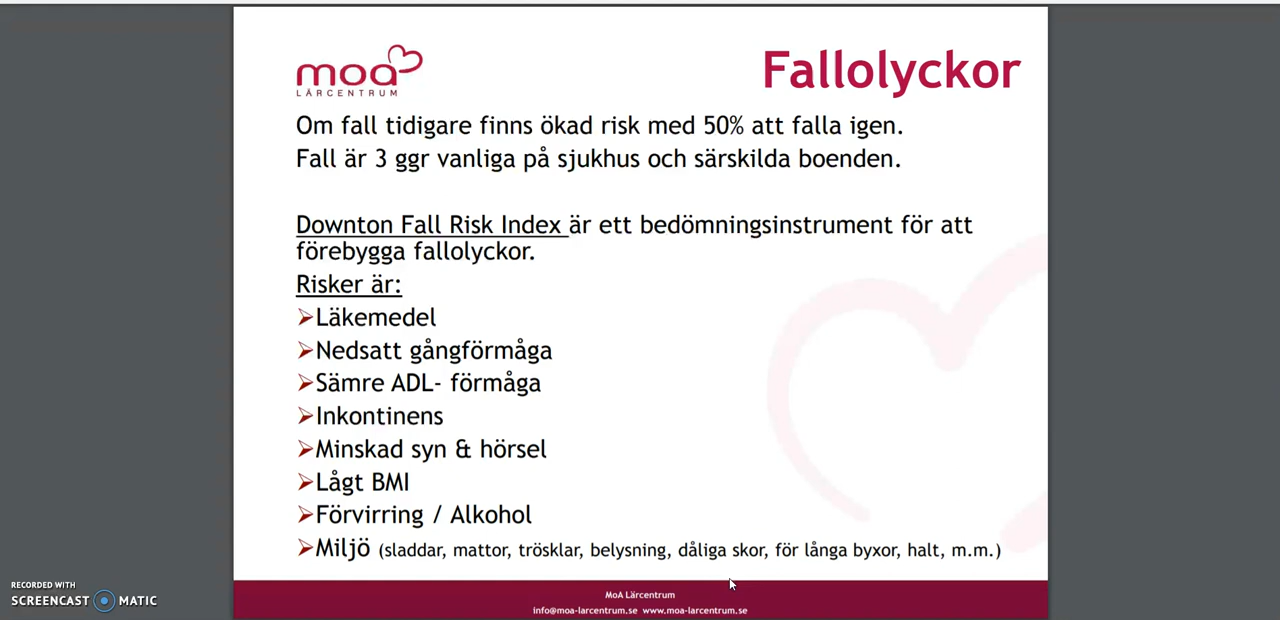 moa
LÄRCENTRUM
Fallolyckor
Om fall tidigare finns ökad risk med 50% att falla igen.
Fall är 3 ggr vanliga på sjukhus och särskilda boenden.
Downton Fall Risk Index är ett bedömningsinstrument för att
förebygga fallolyckor.
Risker är:
➢Läkemedel
➢Nedsatt gångförmåga
➢Sämre ADL- förmåga
➢Inkontinens
➢Minskad syn & hörsel
➢Lågt BMI
➢Förvirring / Alkohol
➢Miljö (sladdar, mattor, trösklar, belysning, dåliga skor, för långa byxor, halt, m.m.)
MoA Lärcentrum
info@moa-larcentrum.se www.moa-larcentrum.se
RECORDED WITH
SCREENCAST MATIC